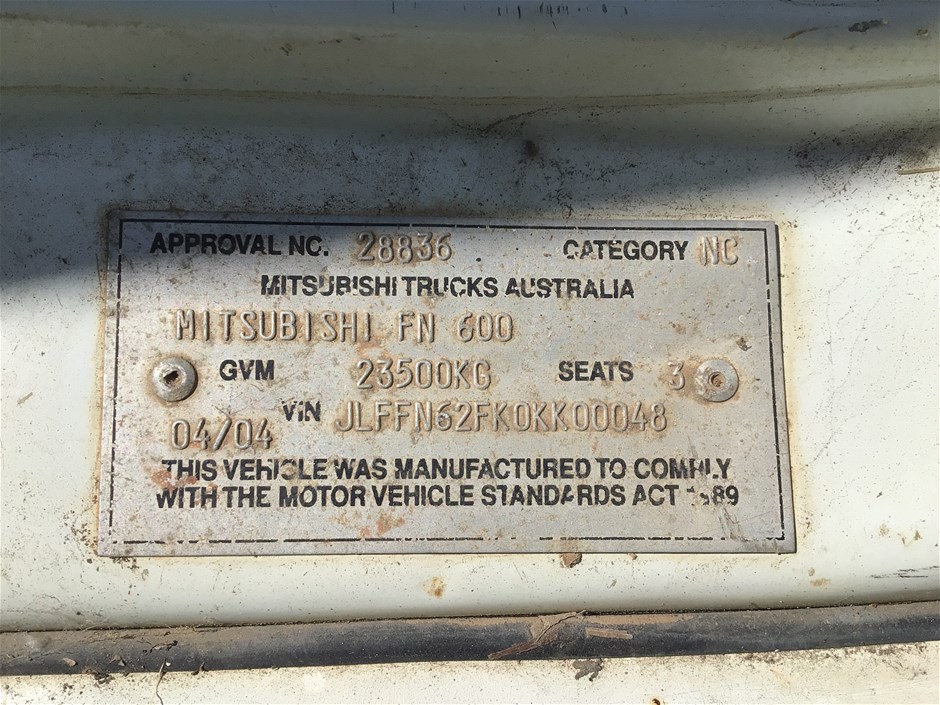 APPROVAL NO. 28836 CATEGORY NC
MITSUBISHI TRUCKS AUSTRALIA
MITSUBISHI FN 600
GVM 23500KG SEATS 3
04/04 VIN JLFFN62FK0KK00048
THIS VEHICLE WAS MANUFACTURED TO COMPLY
WITH THE MOTOR VEHICLE STANDARDS ACT 1989